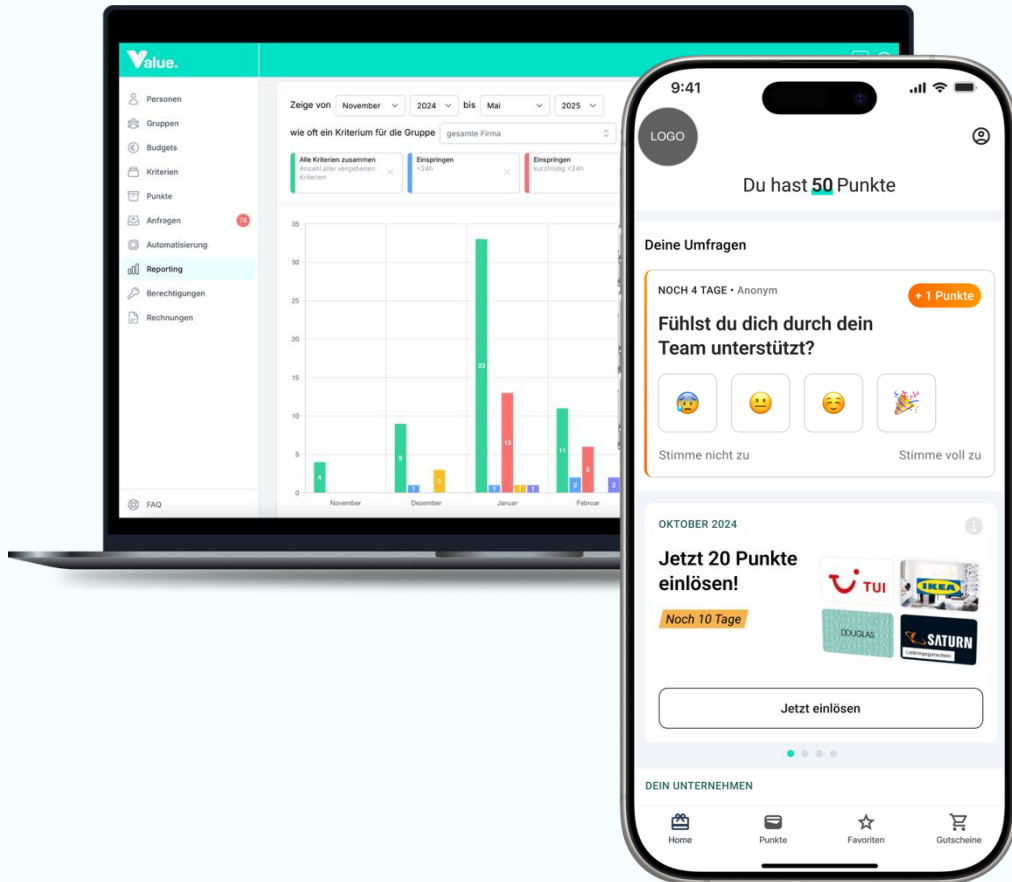 Value.
Personen
Gruppen
Budgets
Kriterien
Punkte
Anfragen 74
Automatisierung
Reporting
Berechtigungen
Rechnungen
FAQ
Zeige von November 2024 bis Mai 2025
wie oft ein Kriterium für die Gruppe gesamte Firma
Alle Kriterien zusammen
Anzahl aller vergebenen
Kriterien
Einspringen
<24h
Einspringen
kurzfristig <24h
35
30
25
20
15
10
5
0
4
9
1
3
33
1
13
1
1
11
2
6
2
November Dezember Januar Februar
9:41
LOGO
Du hast 50 Punkte
Deine Umfragen
NOCH 4 TAGE • Anonym
+ 1 Punkte
Fühlst du dich durch dein
Team unterstützt?
Stimme nicht zu Stimme voll zu
OKTOBER 2024
Jetzt 20 Punkte
einlösen!
Noch 10 Tage
TUI
IKEA
DOUGLAS
SATURN
Lieblingsgutschein
Jetzt einlösen
DEIN UNTERNEHMEN
Home Punkte Favoriten Gutscheine